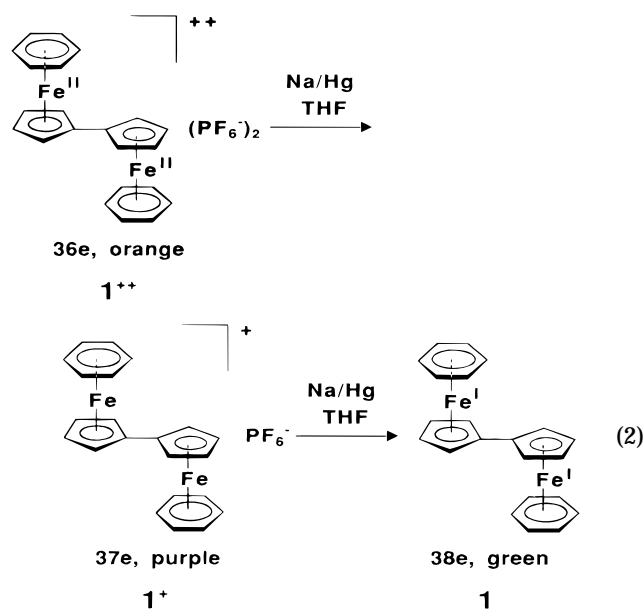 ++
Fe^II
(PF6^-)2
Na/Hg
THF
Fe^II
36e, orange
1^++
+
Fe
PF6^-
Na/Hg
THF
Fe^I
(2)
Fe
Fe^I
37e, purple
38e, green
1^+
1